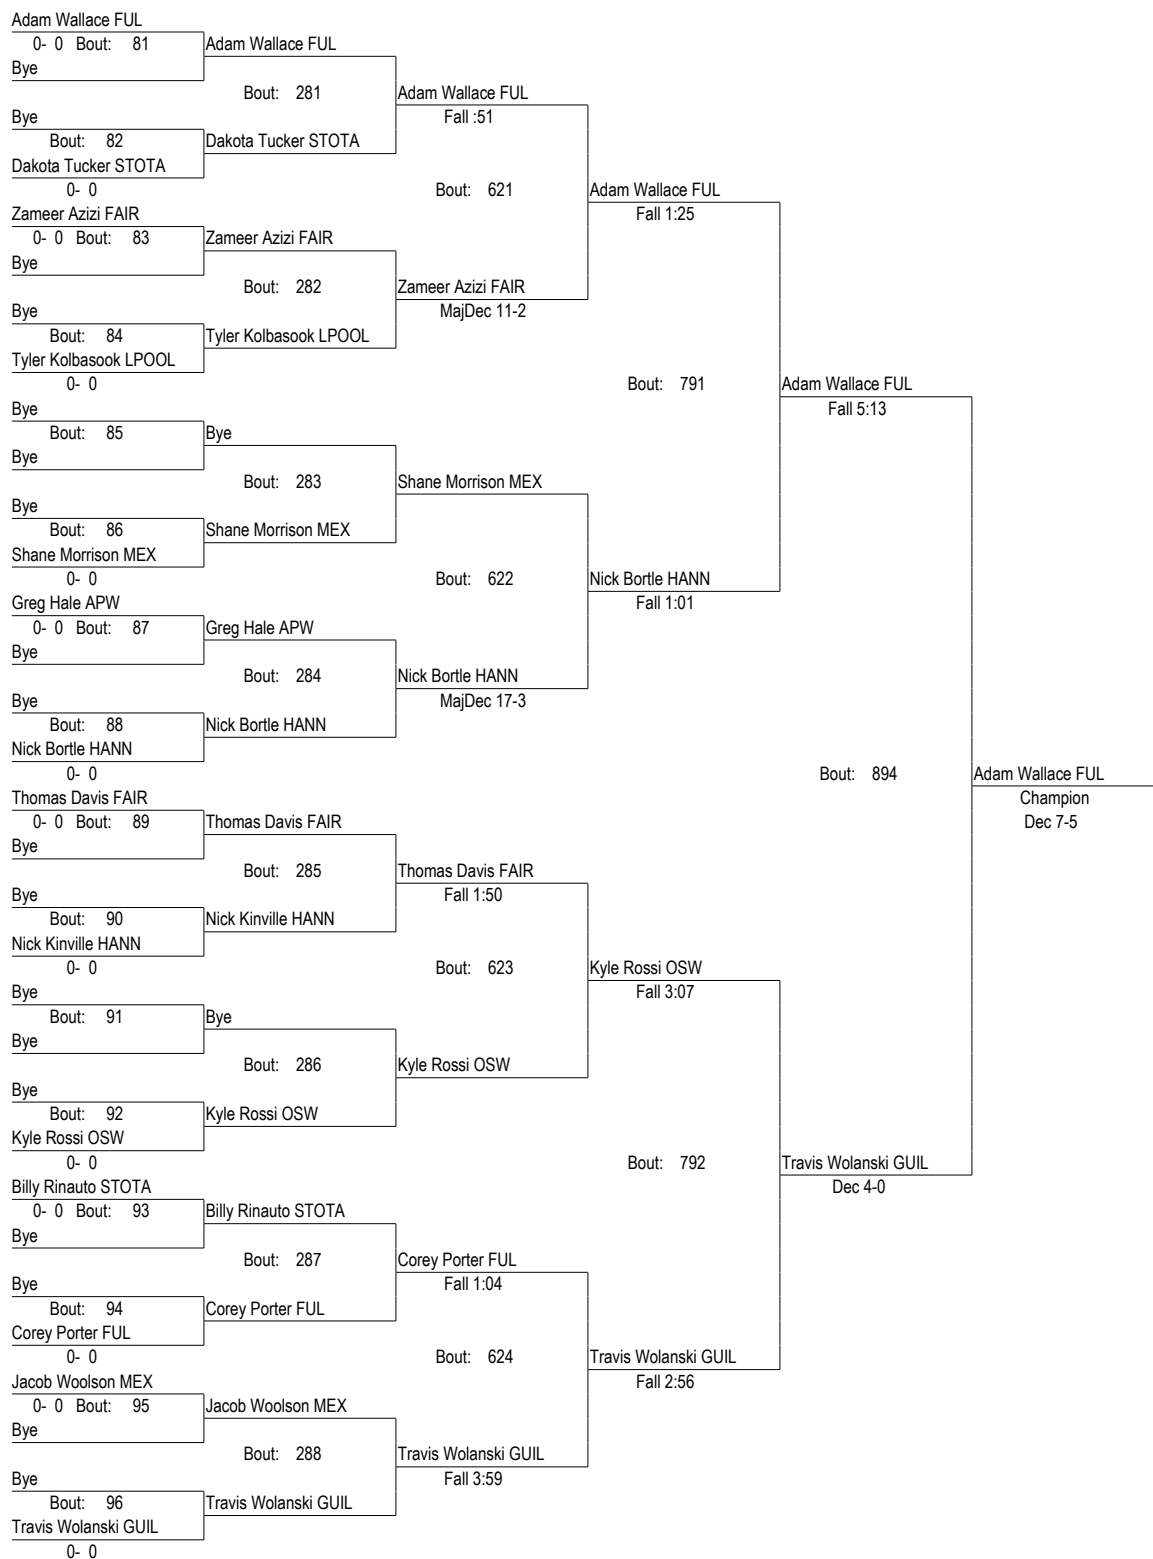 Adam Wallace FUL
0- 0 Bout: 81
Adam Wallace FUL
Bye
Bout: 281
Adam Wallace FUL
Bye
Fall :51
Bout: 82
Dakota Tucker STOTA
Dakota Tucker STOTA
0- 0
Bout: 621
Adam Wallace FUL
Zameer Azizi FAIR
Fall 1:25
0- 0 Bout: 83
Zameer Azizi FAIR
Bye
Bout: 282
Zameer Azizi FAIR
Bye
MajDec 11-2
Bout: 84
Tyler Kolbasook LPOOL
Tyler Kolbasook LPOOL
0- 0
Bout: 791
Adam Wallace FUL
Bye
Fall 5:13
Bout: 85
Bye
Bye
Bout: 283
Shane Morrison MEX
Bye
Bout: 86
Shane Morrison MEX
Shane Morrison MEX
0- 0
Bout: 622
Nick Bortle HANN
Greg Hale APW
Fall 1:01
0- 0 Bout: 87
Greg Hale APW
Bye
Bout: 284
Nick Bortle HANN
Bye
MajDec 17-3
Bout: 88
Nick Bortle HANN
Nick Bortle HANN
0- 0
Bout: 894
Adam Wallace FUL
Thomas Davis FAIR
Champion
0- 0 Bout: 89
Thomas Davis FAIR
Dec 7-5
Bye
Bout: 285
Thomas Davis FAIR
Bye
Fall 1:50
Bout: 90
Nick Kinville HANN
Nick Kinville HANN
0- 0
Bout: 623
Kyle Rossi OSW
Bye
Fall 3:07
Bout: 91
Bye
Bye
Bout: 286
Kyle Rossi OSW
Bye
Bout: 92
Kyle Rossi OSW
Kyle Rossi OSW
0- 0
Bout: 792
Travis Wolanski GUIL
Billy Rinauto STOTA
Dec 4-0
0- 0 Bout: 93
Billy Rinauto STOTA
Bye
Bout: 287
Corey Porter FUL
Bye
Fall 1:04
Bout: 94
Corey Porter FUL
Corey Porter FUL
0- 0
Bout: 624
Travis Wolanski GUIL
Jacob Woolson MEX
Fall 2:56
0- 0 Bout: 95
Jacob Woolson MEX
Bye
Bout: 288
Travis Wolanski GUIL
Bye
Fall 3:59
Bout: 96
Travis Wolanski GUIL
Travis Wolanski GUIL
0- 0